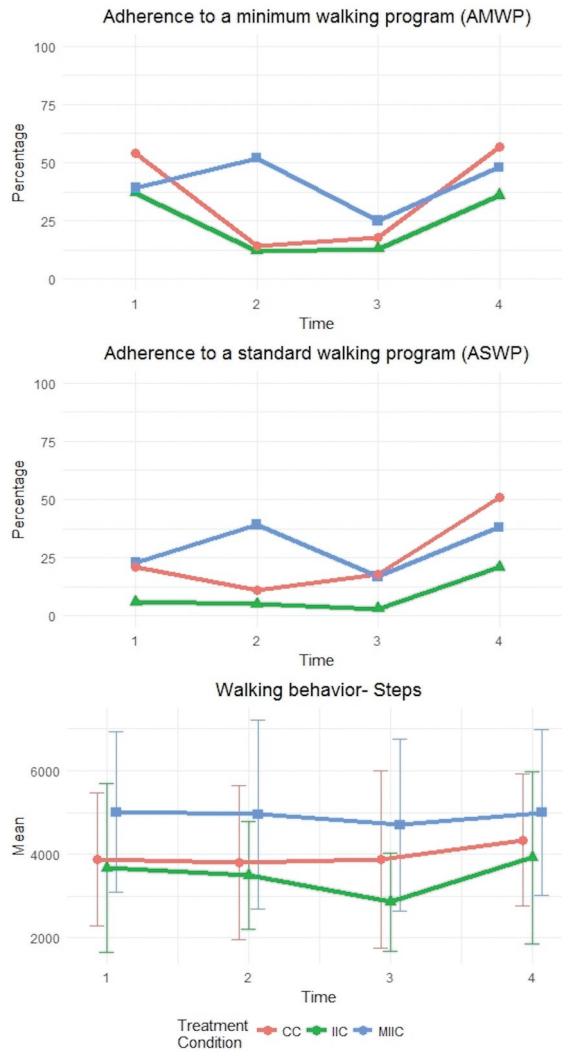 Adherence to a minimum walking program (AMWP)
100
75
50
25
0
Percentage
1 2 3 4
Time
Adherence to a standard walking program (ASWP)
100
75
50
25
0
Percentage
1 2 3 4
Time
Walking behavior- Steps
6000
4000
2000
Mean
1 2 3 4
Time
Treatment
Condition
CC IIC MIIC